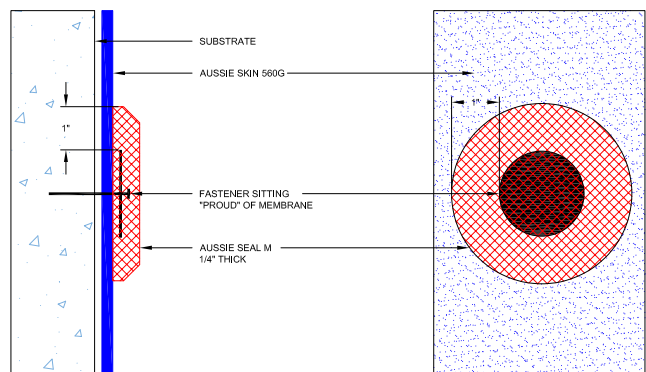 SUBSTRATE
AUSSIE SKIN 560G
1"
1"
FASTENER SITTING
"PROUD" OF MEMBRANE
AUSSIE SEAL M
1/4" THICK